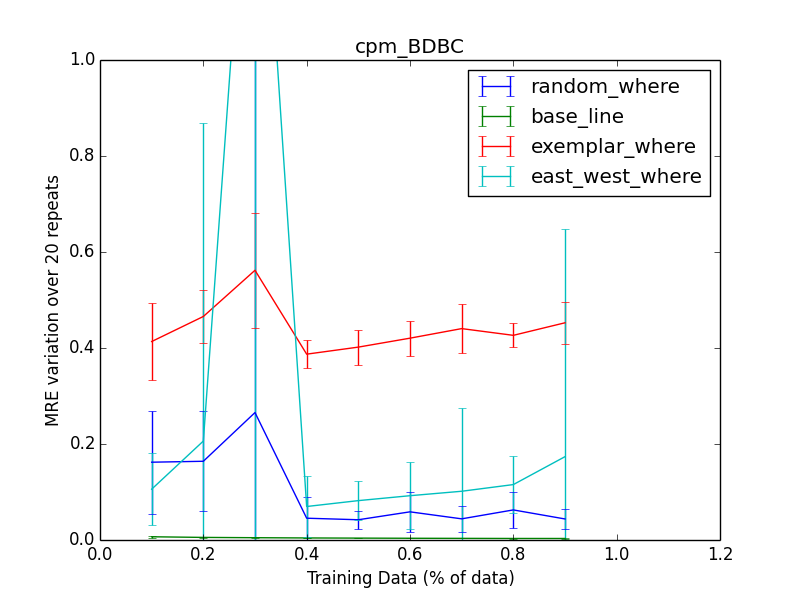 cpm_BDBC
random_where
base_line
exemplar_where
east_west_where
MRE variation over 20 repeats
1.0
0.8
0.6
0.4
0.2
0.0
0.0 0.2 0.4 0.6 0.8 1.0 1.2
Training Data (% of data)